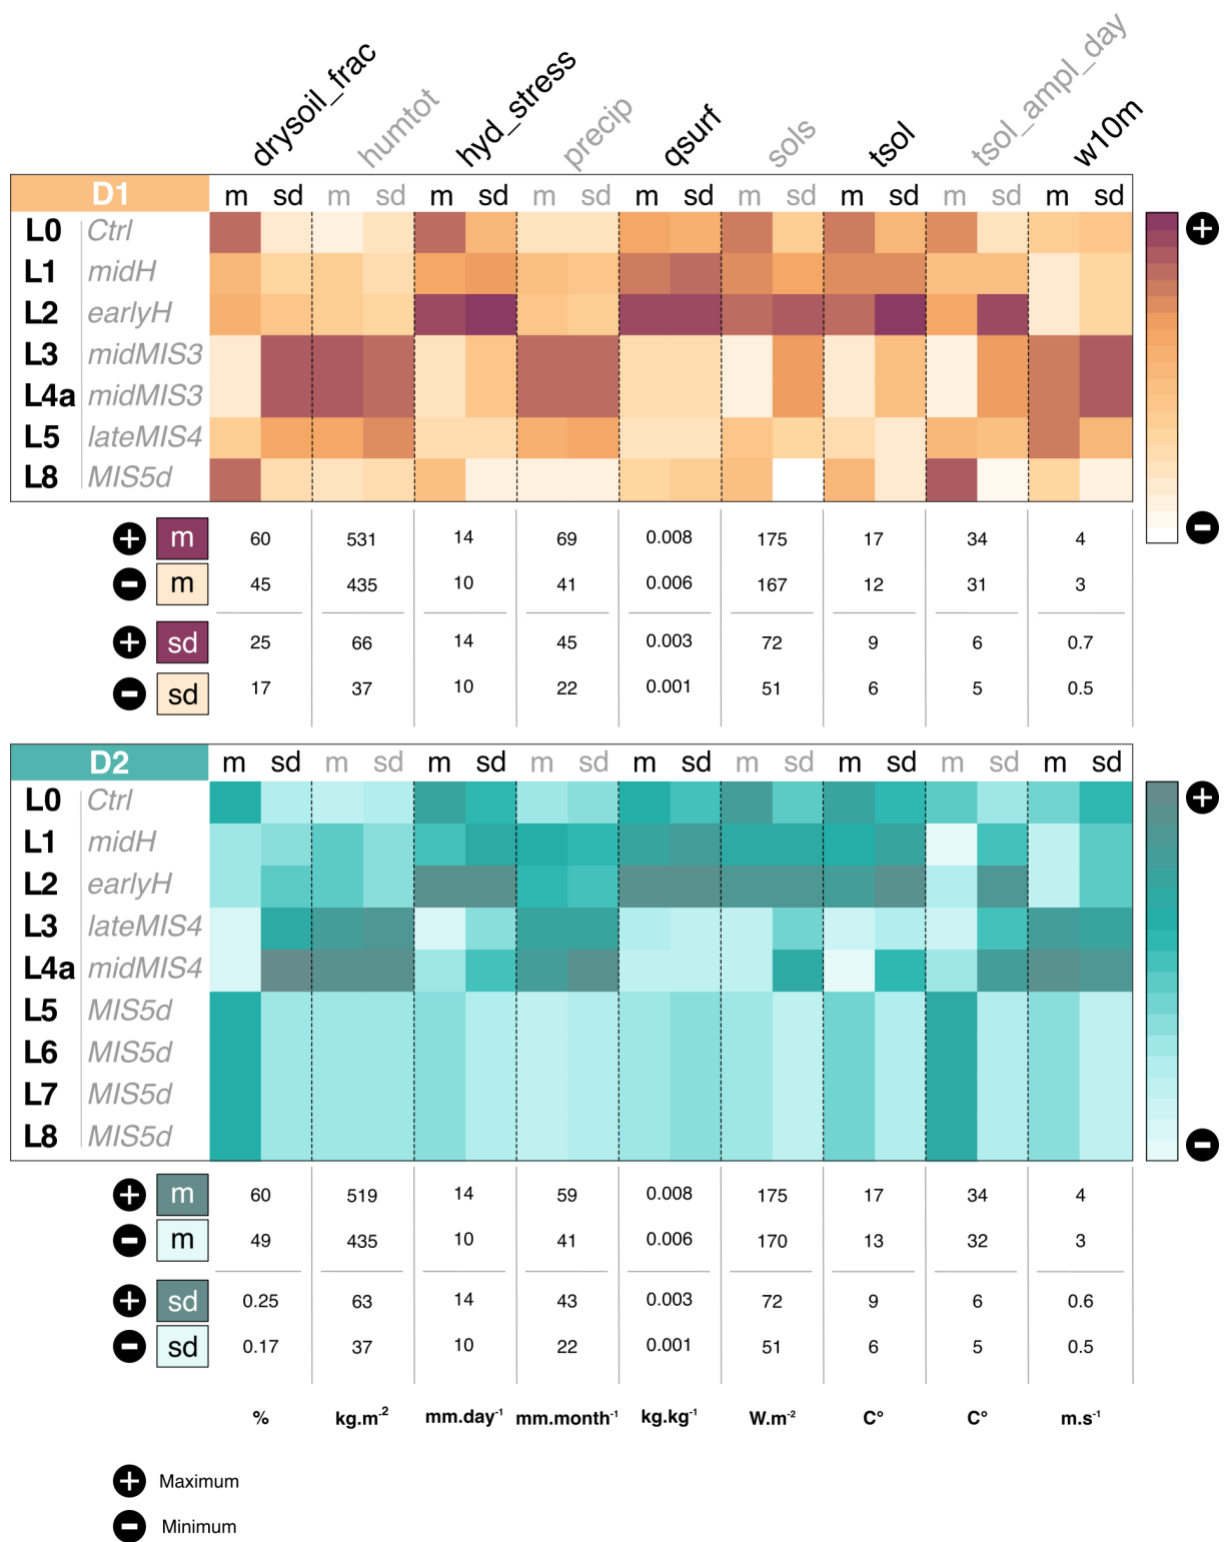 drysoil_frac humtot hyd_stress precip qsurf sols tsol tsol_ampl_day w10m
D1 m sd m sd m sd m sd m sd m sd m sd m sd m sd
L0 Ctrl
L1 midH
L2 earlyH
L3 midMIS3
L4a midMIS3
L5 lateMIS4
L8 MIS5d
+
-
+ m 60 531 14 69 0.008 175 17 34 4
- m 45 435 10 41 0.006 167 12 31 3
+ sd 25 66 14 45 0.003 72 9 6 0.7
- sd 17 37 10 22 0.001 51 6 5 0.5
D2 m sd m sd m sd m sd m sd m sd m sd m sd m sd
L0 Ctrl
L1 midH
L2 earlyH
L3 lateMIS4
L4a midMIS4
L5 MIS5d
L6 MIS5d
L7 MIS5d
L8 MIS5d
+
-
+ m 60 519 14 59 0.008 175 17 34 4
- m 49 435 10 41 0.006 170 13 32 3
+ sd 0.25 63 14 43 0.003 72 9 6 0.6
- sd 0.17 37 10 22 0.001 51 6 5 0.5
% kg.m⁻² mm.day⁻¹ mm.month⁻¹ kg.kg⁻¹ W.m⁻² C° C° m.s⁻¹
+ Maximum
- Minimum